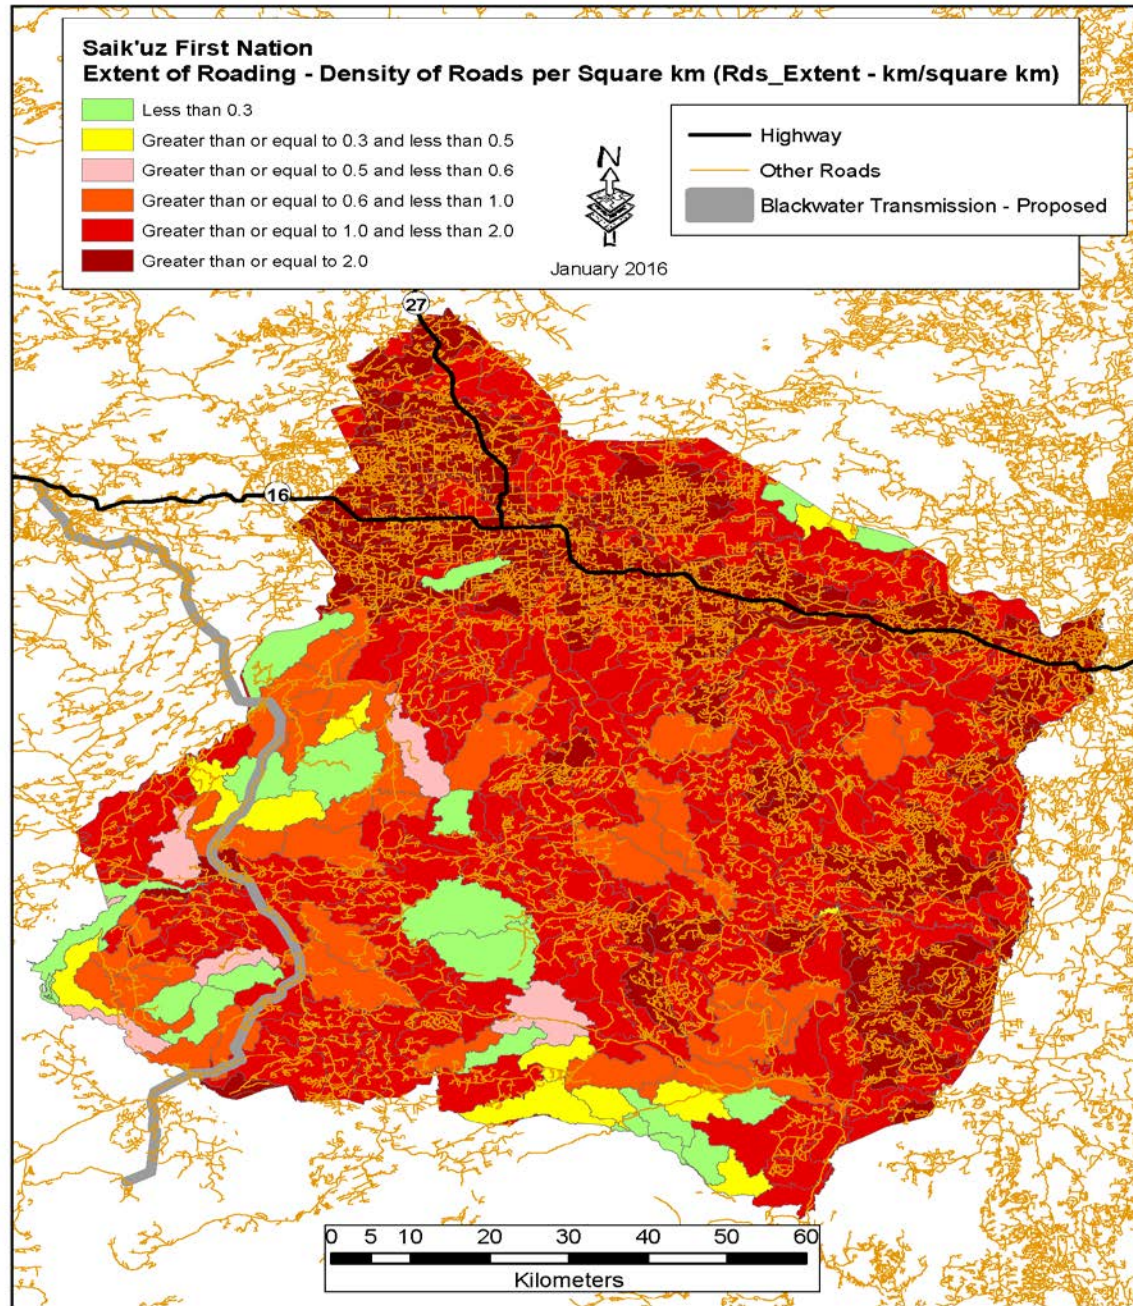 Saik'uz First Nation
Extent of Roading - Density of Roads per Square km (Rds_Extent - km/square km)
Less than 0.3
Greater than or equal to 0.3 and less than 0.5
Greater than or equal to 0.5 and less than 0.6
Greater than or equal to 0.6 and less than 1.0
Greater than or equal to 1.0 and less than 2.0
Greater than or equal to 2.0
N
January 2016
Highway
Other Roads
Blackwater Transmission - Proposed
27
16
0 5 10 20 30 40 50 60
Kilometers